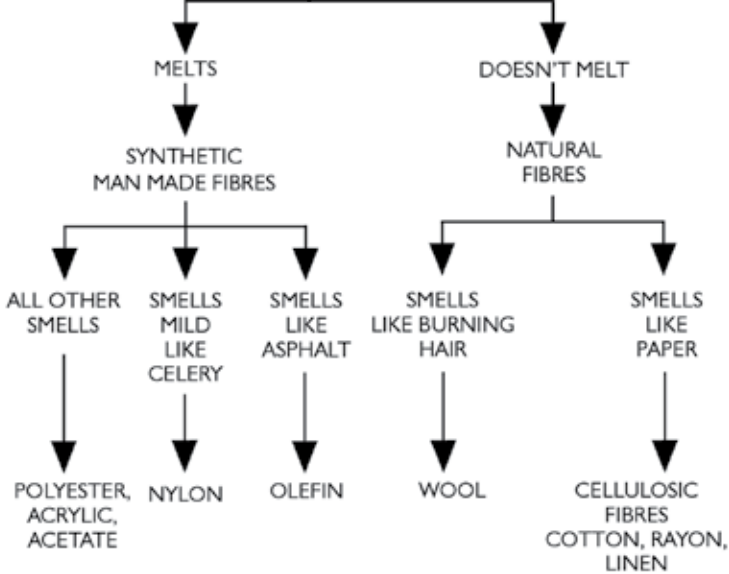 MELTS
DOESN'T MELT
SYNTHETIC
MAN MADE FIBRES
NATURAL
FIBRES
ALL OTHER
SMELLS
SMELLS
MILD
LIKE
CELERY
SMELLS
LIKE
ASPHALT
SMELLS
LIKE BURNING
HAIR
SMELLS
LIKE
PAPER
POLYESTER,
ACRYLIC,
ACETATE
NYLON
OLEFIN
WOOL
CELLULOSIC
FIBRES
COTTON, RAYON,
LINEN